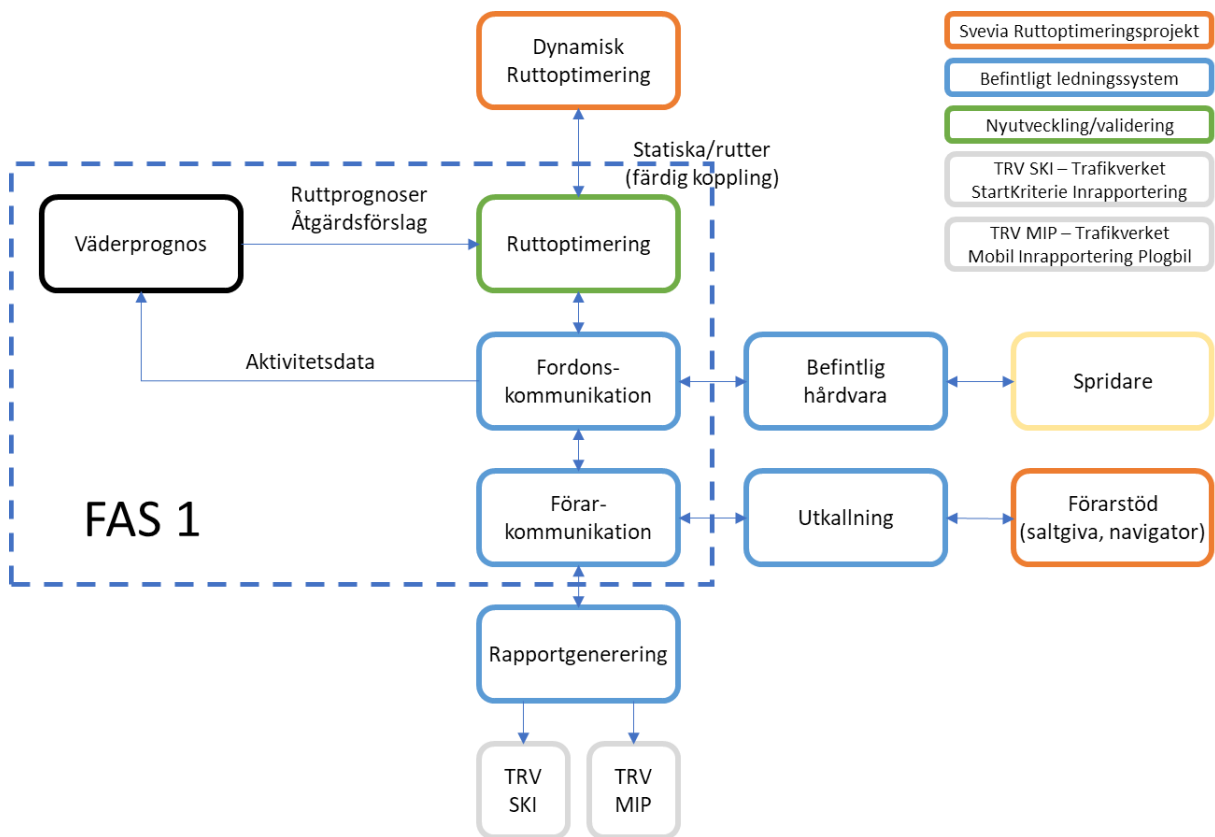 Dynamisk
Ruttoptimering
Svevia Ruttoptimeringsprojekt
Befintligt ledningssystem
Nyutveckling/validering
TRV SKI – Trafikverket
StartKriterie Inrapportering
TRV MIP – Trafikverket
Mobil Inrapportering Plogbil
Statiska/rutter
(färdig koppling)
Väderprognos
Ruttprognoser
Åtgärdsförslag
Ruttoptimering
Aktivitetsdata
Fordons-
kommunikation
Befintlig
hårdvara
Spridare
FAS 1
Förar-
kommunikation
Utkallning
Förarstöd
(saltgiva, navigator)
Rapportgenerering
TRV
SKI
TRV
MIP